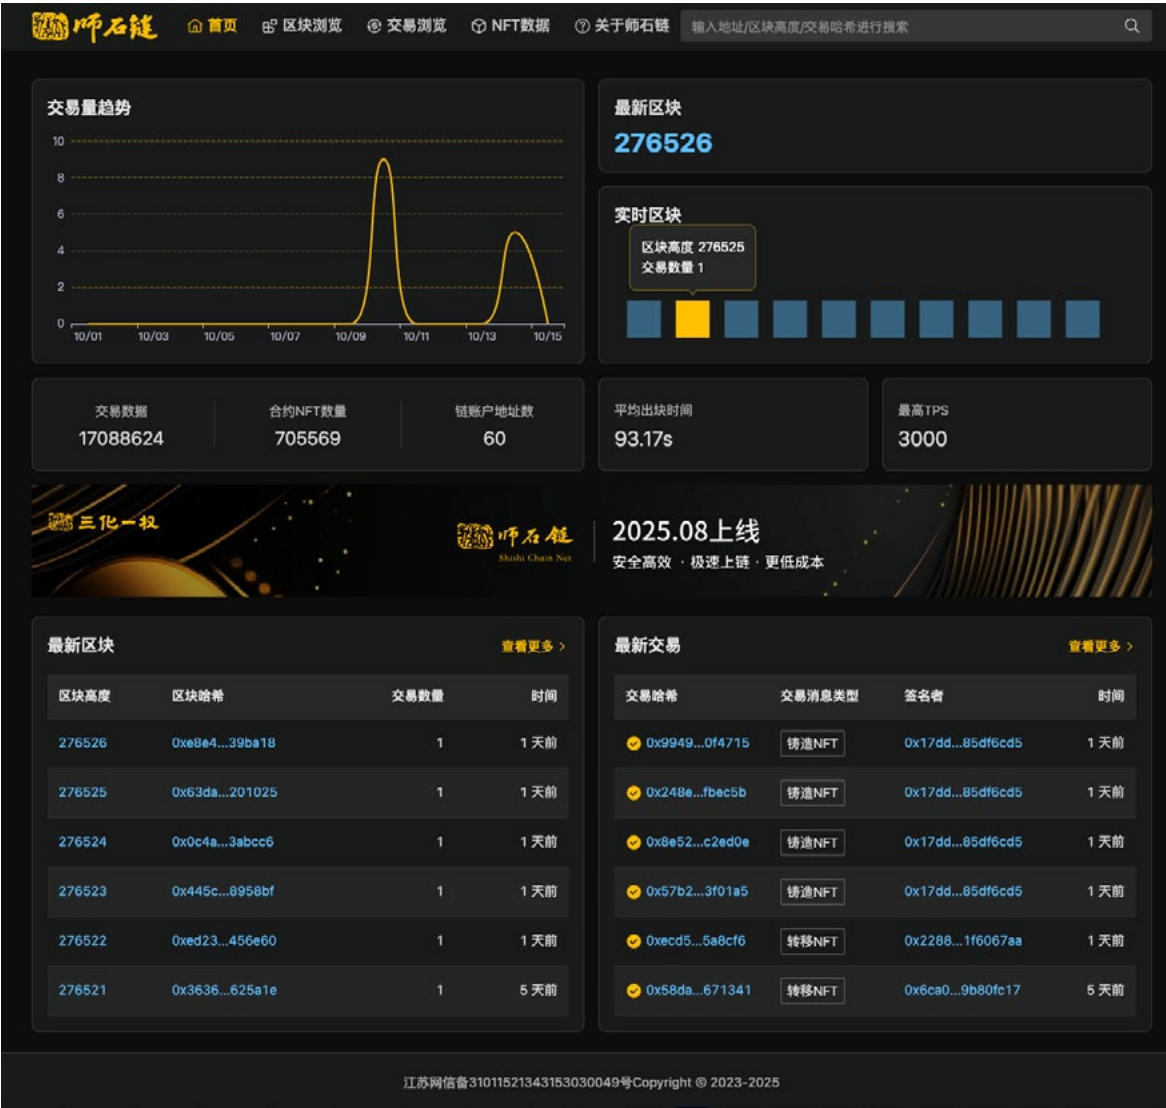 师石链 首页 区块浏览 交易浏览 NFT数据 关于师石链 输入地址/区块高度/交易哈希进行搜索
交易量趋势
10
8
6
4
2
0
10/01 10/03 10/05 10/07 10/09 10/11 10/13 10/15
最新区块
276526
实时区块
区块高度 276525
交易数量 1
交易数据 合约NFT数量 链账户地址数
17088624 705569 60
平均出块时间
93.17s
最高TPS
3000
三化一权
师石链
Shishi Chain Net
2025.08上线
安全高效 · 极速上链 · 更低成本
最新区块 查看更多 >
区块高度 区块哈希 交易数量 时间
276526 0xe8e4...39ba18 1 1 天前
276525 0x63da...201025 1 1 天前
276524 0x0c4a...3abcc6 1 1 天前
276523 0x445c...8958bf 1 1 天前
276522 0xed23...456e60 1 1 天前
276521 0x3636...625a1e 1 5 天前
最新交易 查看更多 >
交易哈希 交易消息类型 签名者 时间
0x9949...0f4715 铸造NFT 0x17dd...85df6cd5 1 天前
0x248e...fbec5b 铸造NFT 0x17dd...85df6cd5 1 天前
0x8e52...c2ed0e 铸造NFT 0x17dd...85df6cd5 1 天前
0x57b2...3f01a5 铸造NFT 0x17dd...85df6cd5 1 天前
0xecd5...5a8cf6 转移NFT 0x2288...1f6067aa 1 天前
0x58da...671341 转移NFT 0x6ca0...9b80fc17 5 天前
江苏网信备31011521343153030049号Copyright © 2023-2025